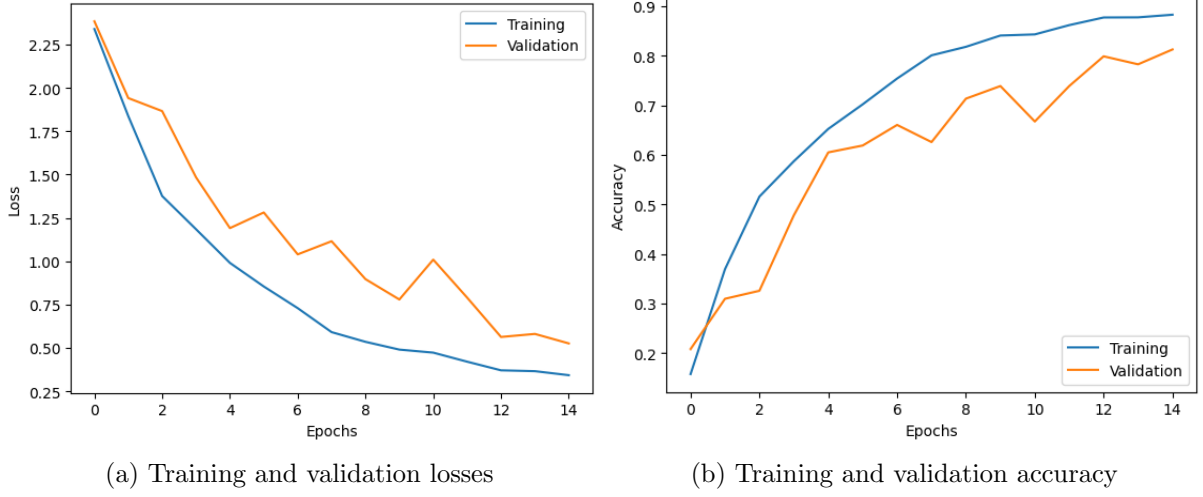 Training
Validation
2.25
2.00
1.75
1.50
1.25
1.00
0.75
0.50
0.25
Loss
0 2 4 6 8 10 12 14
Epochs
(a) Training and validation losses
0.9
0.8
0.7
0.6
0.5
0.4
0.3
0.2
Accuracy
Training
Validation
0 2 4 6 8 10 12 14
Epochs
(b) Training and validation accuracy